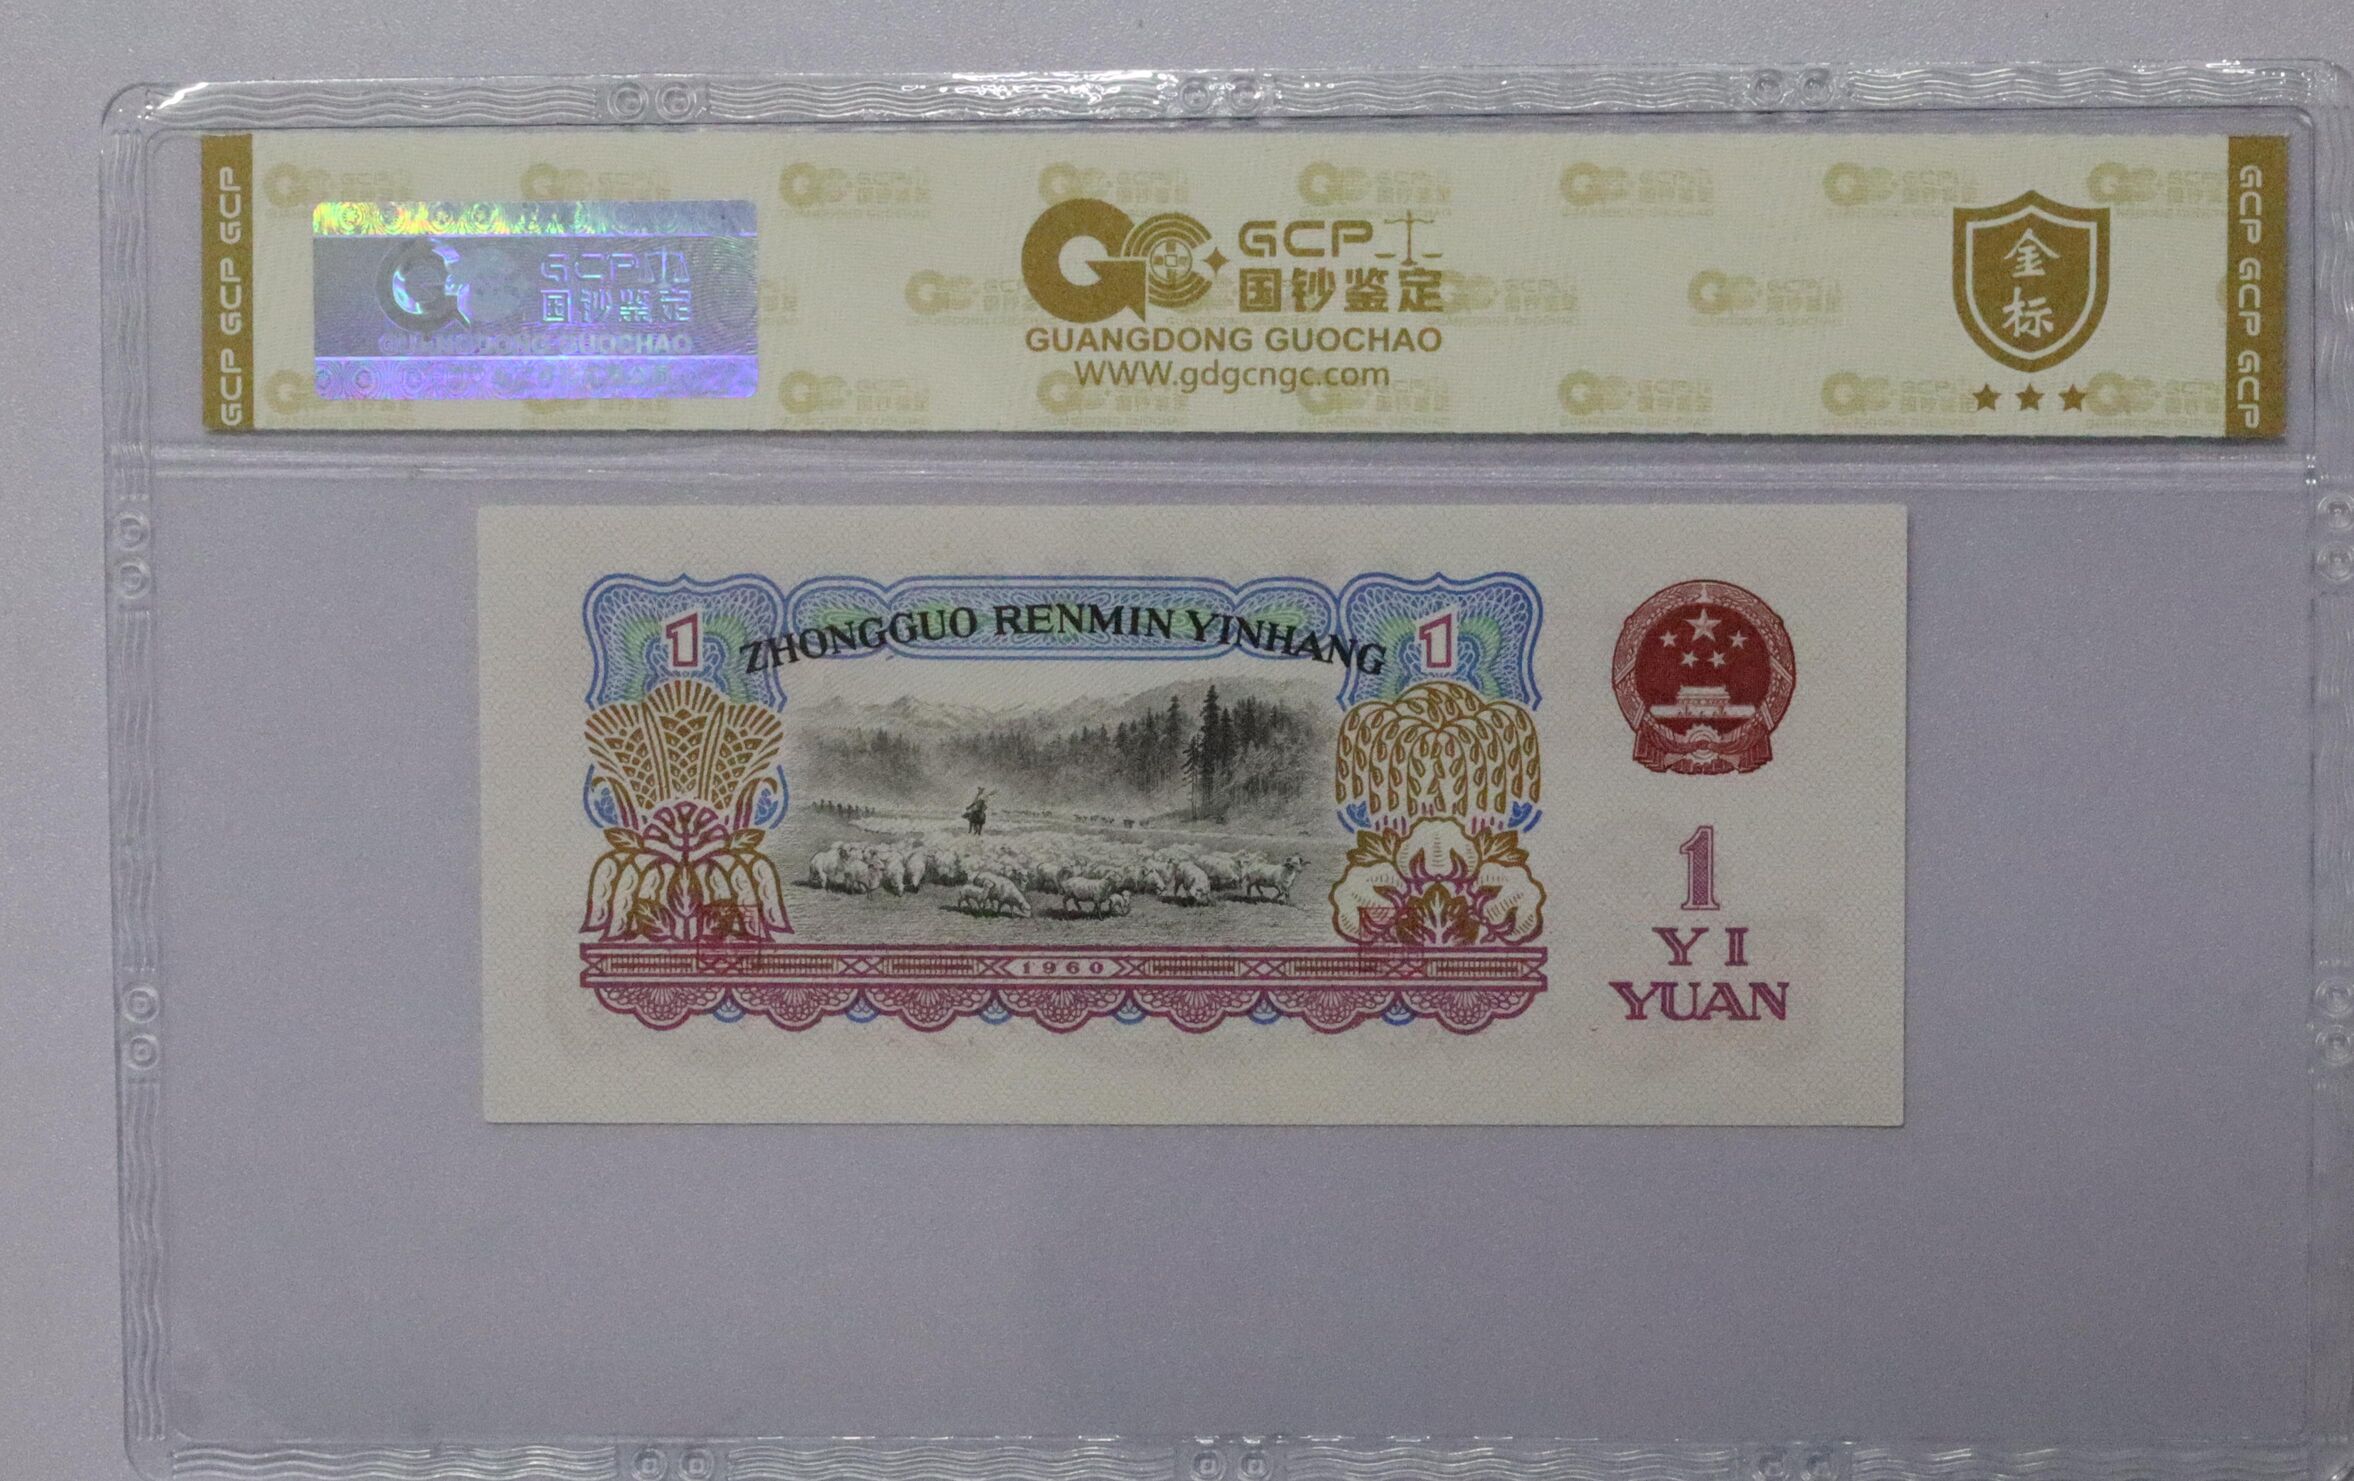 GCP GCP GCP
GCP
国钞鉴定
GUANGDONG GUOCHAO
GCP
国钞鉴定
GUANGDONG GUOCHAO
WWW.gdgcngc.com
金
标
GCP GCP GCP
1
ZHONGGUO RENMIN YINHANG
1
1
YI
YUAN
1960